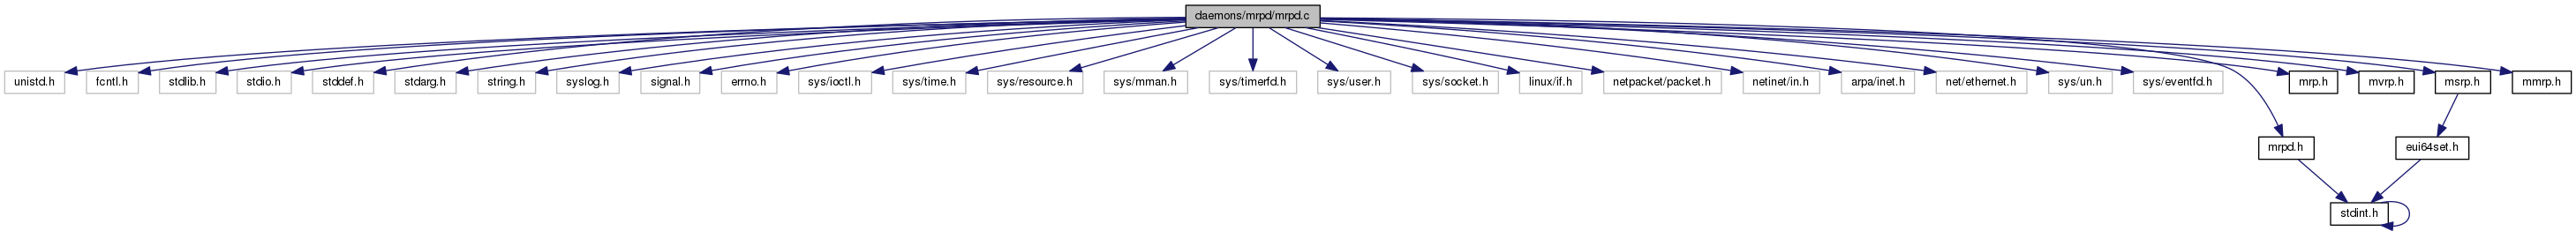 daemons/mrpd/mrpd.c
unistd.h
fcntl.h
stdlib.h
stdio.h
stddef.h
stdarg.h
string.h
syslog.h
signal.h
errno.h
sys/ioctl.h
sys/time.h
sys/resource.h
sys/mman.h
sys/timerfd.h
sys/user.h
sys/socket.h
linux/if.h
netpacket/packet.h
netinet/in.h
arpa/inet.h
net/ethernet.h
sys/un.h
sys/eventfd.h
mrp.h
mvrp.h
msrp.h
mmrp.h
mrpd.h
eui64set.h
stdint.h